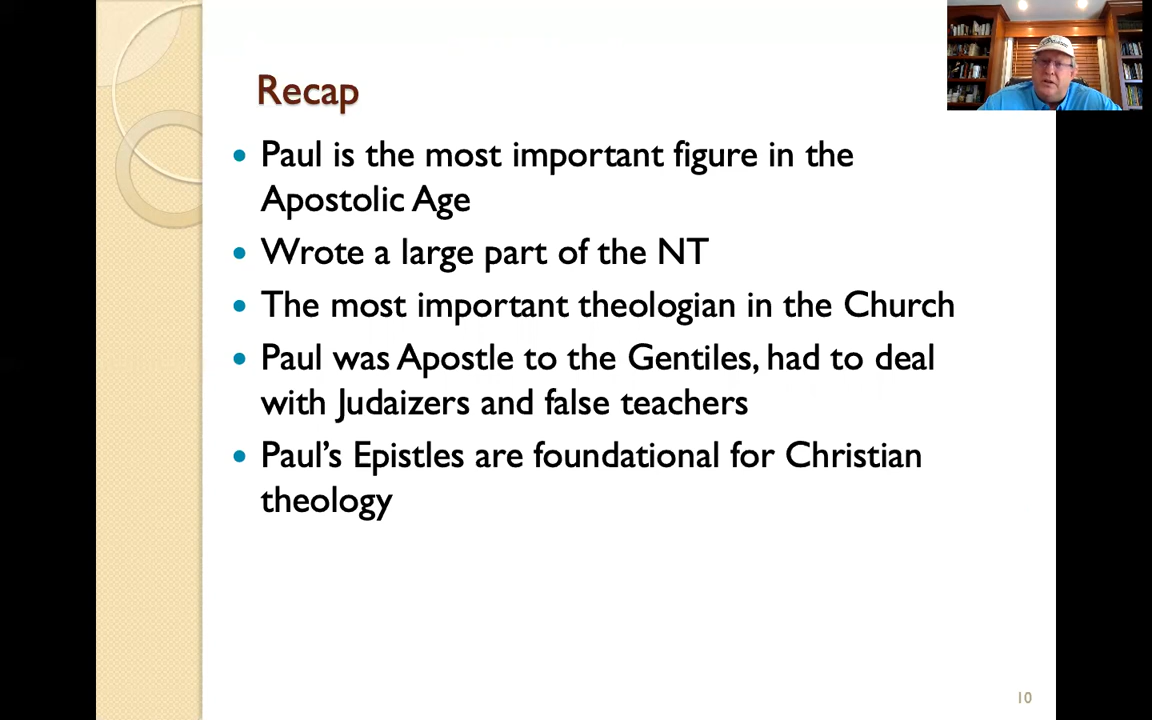 Recap
Paul is the most important figure in the
Apostolic Age
Wrote a large part of the NT
The most important theologian in the Church
Paul was Apostle to the Gentiles, had to deal
with Judaizers and false teachers
Paul's Epistles are foundational for Christian
theology
10